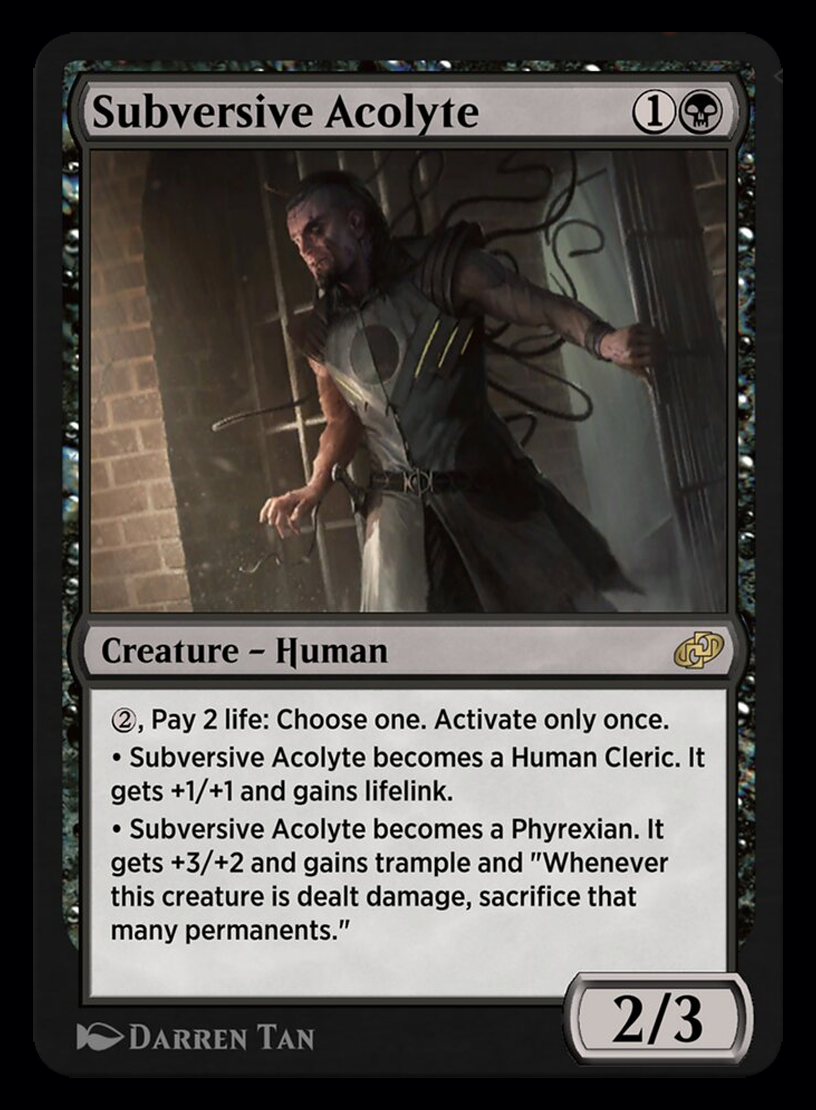 Subversive Acolyte 1
Creature – Human
2, Pay 2 life: Choose one. Activate only once.
• Subversive Acolyte becomes a Human Cleric. It
gets +1/+1 and gains lifelink.
• Subversive Acolyte becomes a Phyrexian. It
gets +3/+2 and gains trample and "Whenever
this creature is dealt damage, sacrifice that
many permanents."
2/3
Darren Tan